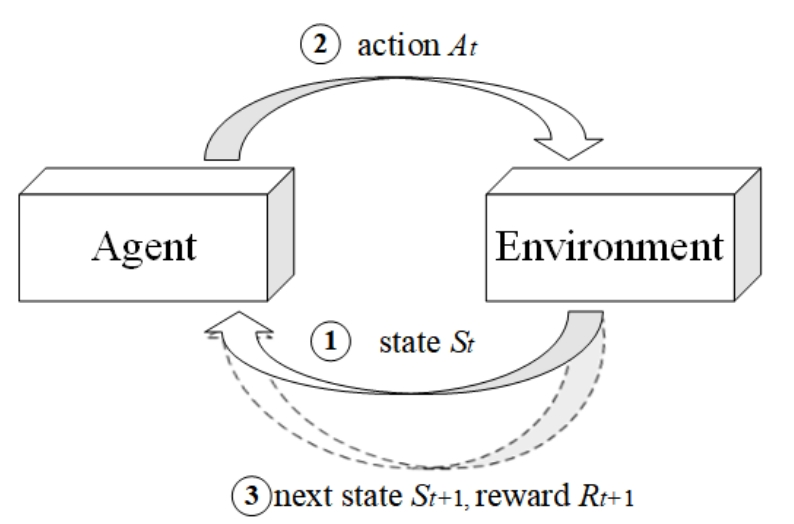 ② action At
Agent
Environment
① state St
③ next state St+1, reward Rt+1